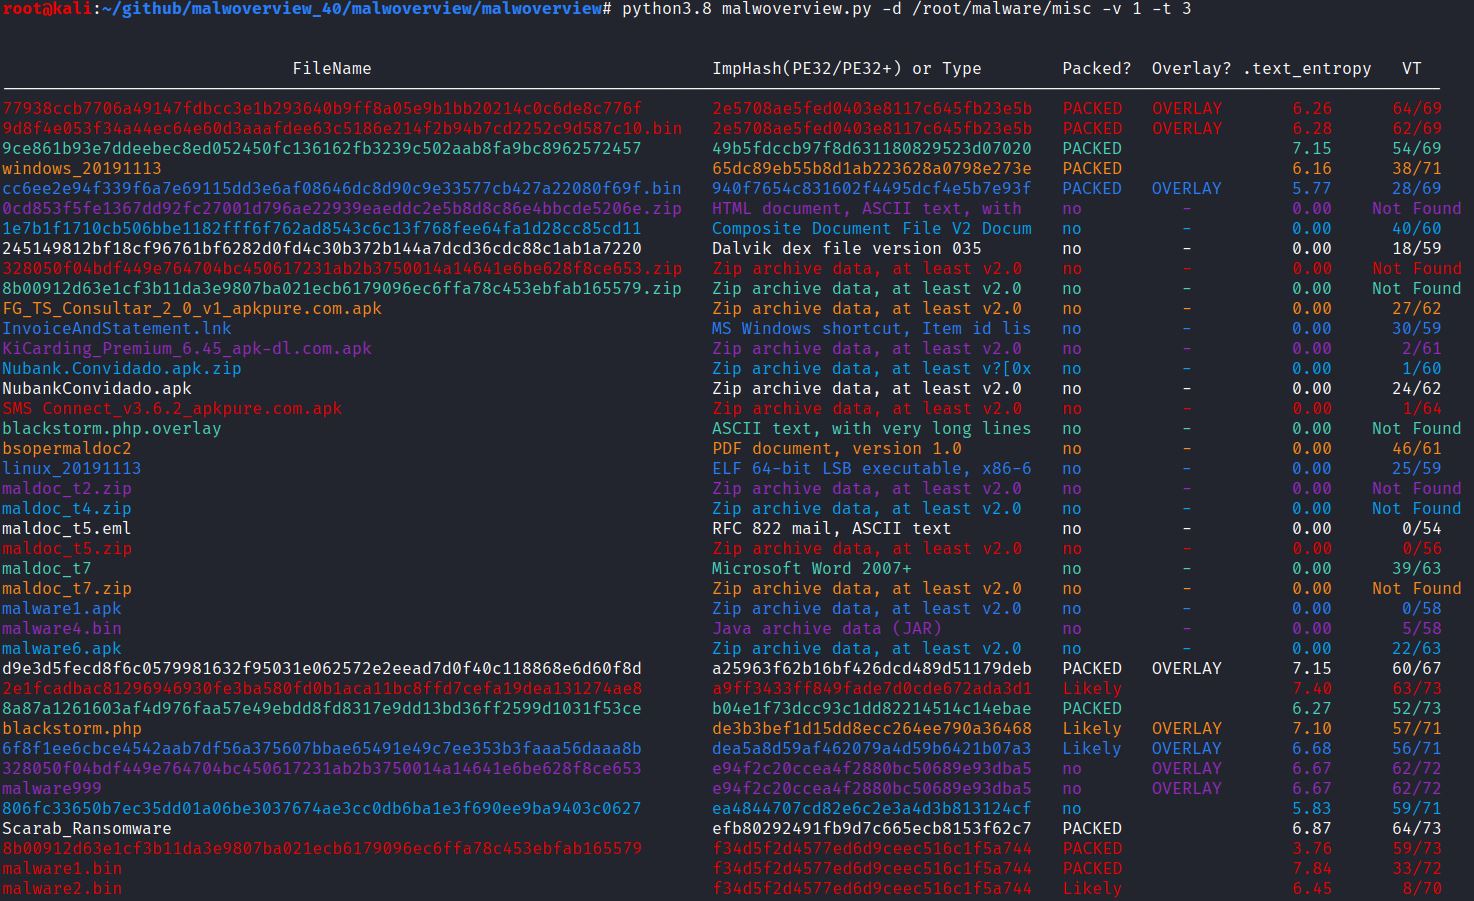 root@kali:~/github/malwoverview_40/malwoverview/malwoverview# python3.8 malwoverview.py -d /root/malware/misc -v 1 -t 3
FileName ImpHash(PE32/PE32+) or Type Packed? Overlay? .text_entropy VT
77938ccb7706a49147fdbcc3e1b293640b9ff8a05e9b1bb20214c0c6de8c776f 2e5708ae5fed0403e8117c645fb23e5b PACKED OVERLAY 6.26 64/69
9d8f4e053f34a44ec64e60d3aaafdee63c5186e214f2b94b7cd2252c9d587c10.bin 2e5708ae5fed0403e8117c645fb23e5b PACKED OVERLAY 6.28 62/69
9ce861b93e7ddeebec8ed052450fc136162fb3239c502aab8fa9bc8962572457 49b5fdccb97f8d631180829523d07020 PACKED 7.15 54/69
windows_20191113 65dc89eb55b8d1ab223628a0798e273e PACKED 6.16 38/71
cc6ee2e94f339f6a7e69115dd3e6af08646dc8d90c9e33577cb427a22080f69f.bin 940f7654c831602f4495dcf4e5b7e93f PACKED OVERLAY 5.77 28/69
0cd853f5fe1367dd92fc27001d796ae22939eaeddc2e5b8d8c86e4bbcde5206e.zip HTML document, ASCII text, with no - 0.00 Not Found
1e7b1f1710cb506bbe1182fff6f762ad8543c6c13f768fee64fa1d28cc85cd11 Composite Document File V2 Docum no - 0.00 40/60
245149812bf18cf96761bf6282d0fd4c30b372b144a7dcd36cdc88c1ab1a7220 Dalvik dex file version 035 no - 0.00 18/59
328050f04bdf449e764704bc450617231ab2b3750014a14641e6be628f8ce653.zip Zip archive data, at least v2.0 no - 0.00 Not Found
8b00912d63e1cf3b11da3e9807ba021ecb6179096ec6ffa78c453ebfab165579.zip Zip archive data, at least v2.0 no - 0.00 Not Found
FG_TS_Consultar_2_0_v1_apkpure.com.apk Zip archive data, at least v2.0 no - 0.00 27/62
InvoiceAndStatement.lnk MS Windows shortcut, Item id lis no - 0.00 30/59
KiCarding_Premium_6.45_apk-dl.com.apk Zip archive data, at least v2.0 no - 0.00 2/61
Nubank.Convidado.apk.zip Zip archive data, at least v?[0x no - 0.00 1/60
NubankConvidado.apk Zip archive data, at least v2.0 no - 0.00 24/62
SMS Connect_v3.6.2_apkpure.com.apk Zip archive data, at least v2.0 no - 0.00 1/64
blackstorm.php.overlay ASCII text, with very long lines no - 0.00 Not Found
bsopermaldoc2 PDF document, version 1.0 no - 0.00 46/61
linux_20191113 ELF 64-bit LSB executable, x86-6 no - 0.00 25/59
maldoc_t2.zip Zip archive data, at least v2.0 no - 0.00 Not Found
maldoc_t4.zip Zip archive data, at least v2.0 no - 0.00 Not Found
maldoc_t5.eml RFC 822 mail, ASCII text no - 0.00 0/54
maldoc_t5.zip Zip archive data, at least v2.0 no - 0.00 0/56
maldoc_t7 Microsoft Word 2007+ no - 0.00 39/63
maldoc_t7.zip Zip archive data, at least v2.0 no - 0.00 Not Found
malware1.apk Zip archive data, at least v2.0 no - 0.00 0/58
malware4.bin Java archive data (JAR) no - 0.00 5/58
malware6.apk Zip archive data, at least v2.0 no - 0.00 22/63
d9e3d5fecd8f6c0579981632f95031e062572e2eead7d0f40c118868e6d60f8d a25963f62b16bf426dcd489d51179deb PACKED OVERLAY 7.15 60/67
2e1fcadbac81296946930fe3ba580fd0b1aca11bc8ffd7cefa19dea131274ae8 a9ff3433ff849fade7d0cde672ada3d1 Likely 7.40 63/73
8a87a1261603af4d976faa57e49ebdd8fd8317e9dd13bd36ff2599d1031f53ce b04e1f73dcc93c1dd82214514c14ebae PACKED 6.27 52/73
blackstorm.php de3b3bef1d15dd8ecc264ee790a36468 Likely OVERLAY 7.10 57/71
6f8f1ee6cbce4542aab7df56a375607bbae65491e49c7ee353b3faaa56daaa8b dea5a8d59af462079a4d59b6421b07a3 Likely OVERLAY 6.68 56/71
328050f04bdf449e764704bc450617231ab2b3750014a14641e6be628f8ce653 e94f2c20ccea4f2880bc50689e93dba5 no OVERLAY 6.67 62/72
malware999 e94f2c20ccea4f2880bc50689e93dba5 no OVERLAY 6.67 62/72
806fc33650b7ec35dd01a06be3037674ae3cc0db6ba1e3f690ee9ba9403c0627 ea4844707cd82e6c2e3a4d3b813124cf no 5.83 59/71
Scarab_Ransomware efb80292491fb9d7c665ecb8153f62c7 PACKED 6.87 64/73
8b00912d63e1cf3b11da3e9807ba021ecb6179096ec6ffa78c453ebfab165579 f34d5f2d4577ed6d9ceec516c1f5a744 PACKED 3.76 59/73
malware1.bin f34d5f2d4577ed6d9ceec516c1f5a744 PACKED 7.84 33/72
malware2.bin f34d5f2d4577ed6d9ceec516c1f5a744 Likely 6.45 8/70